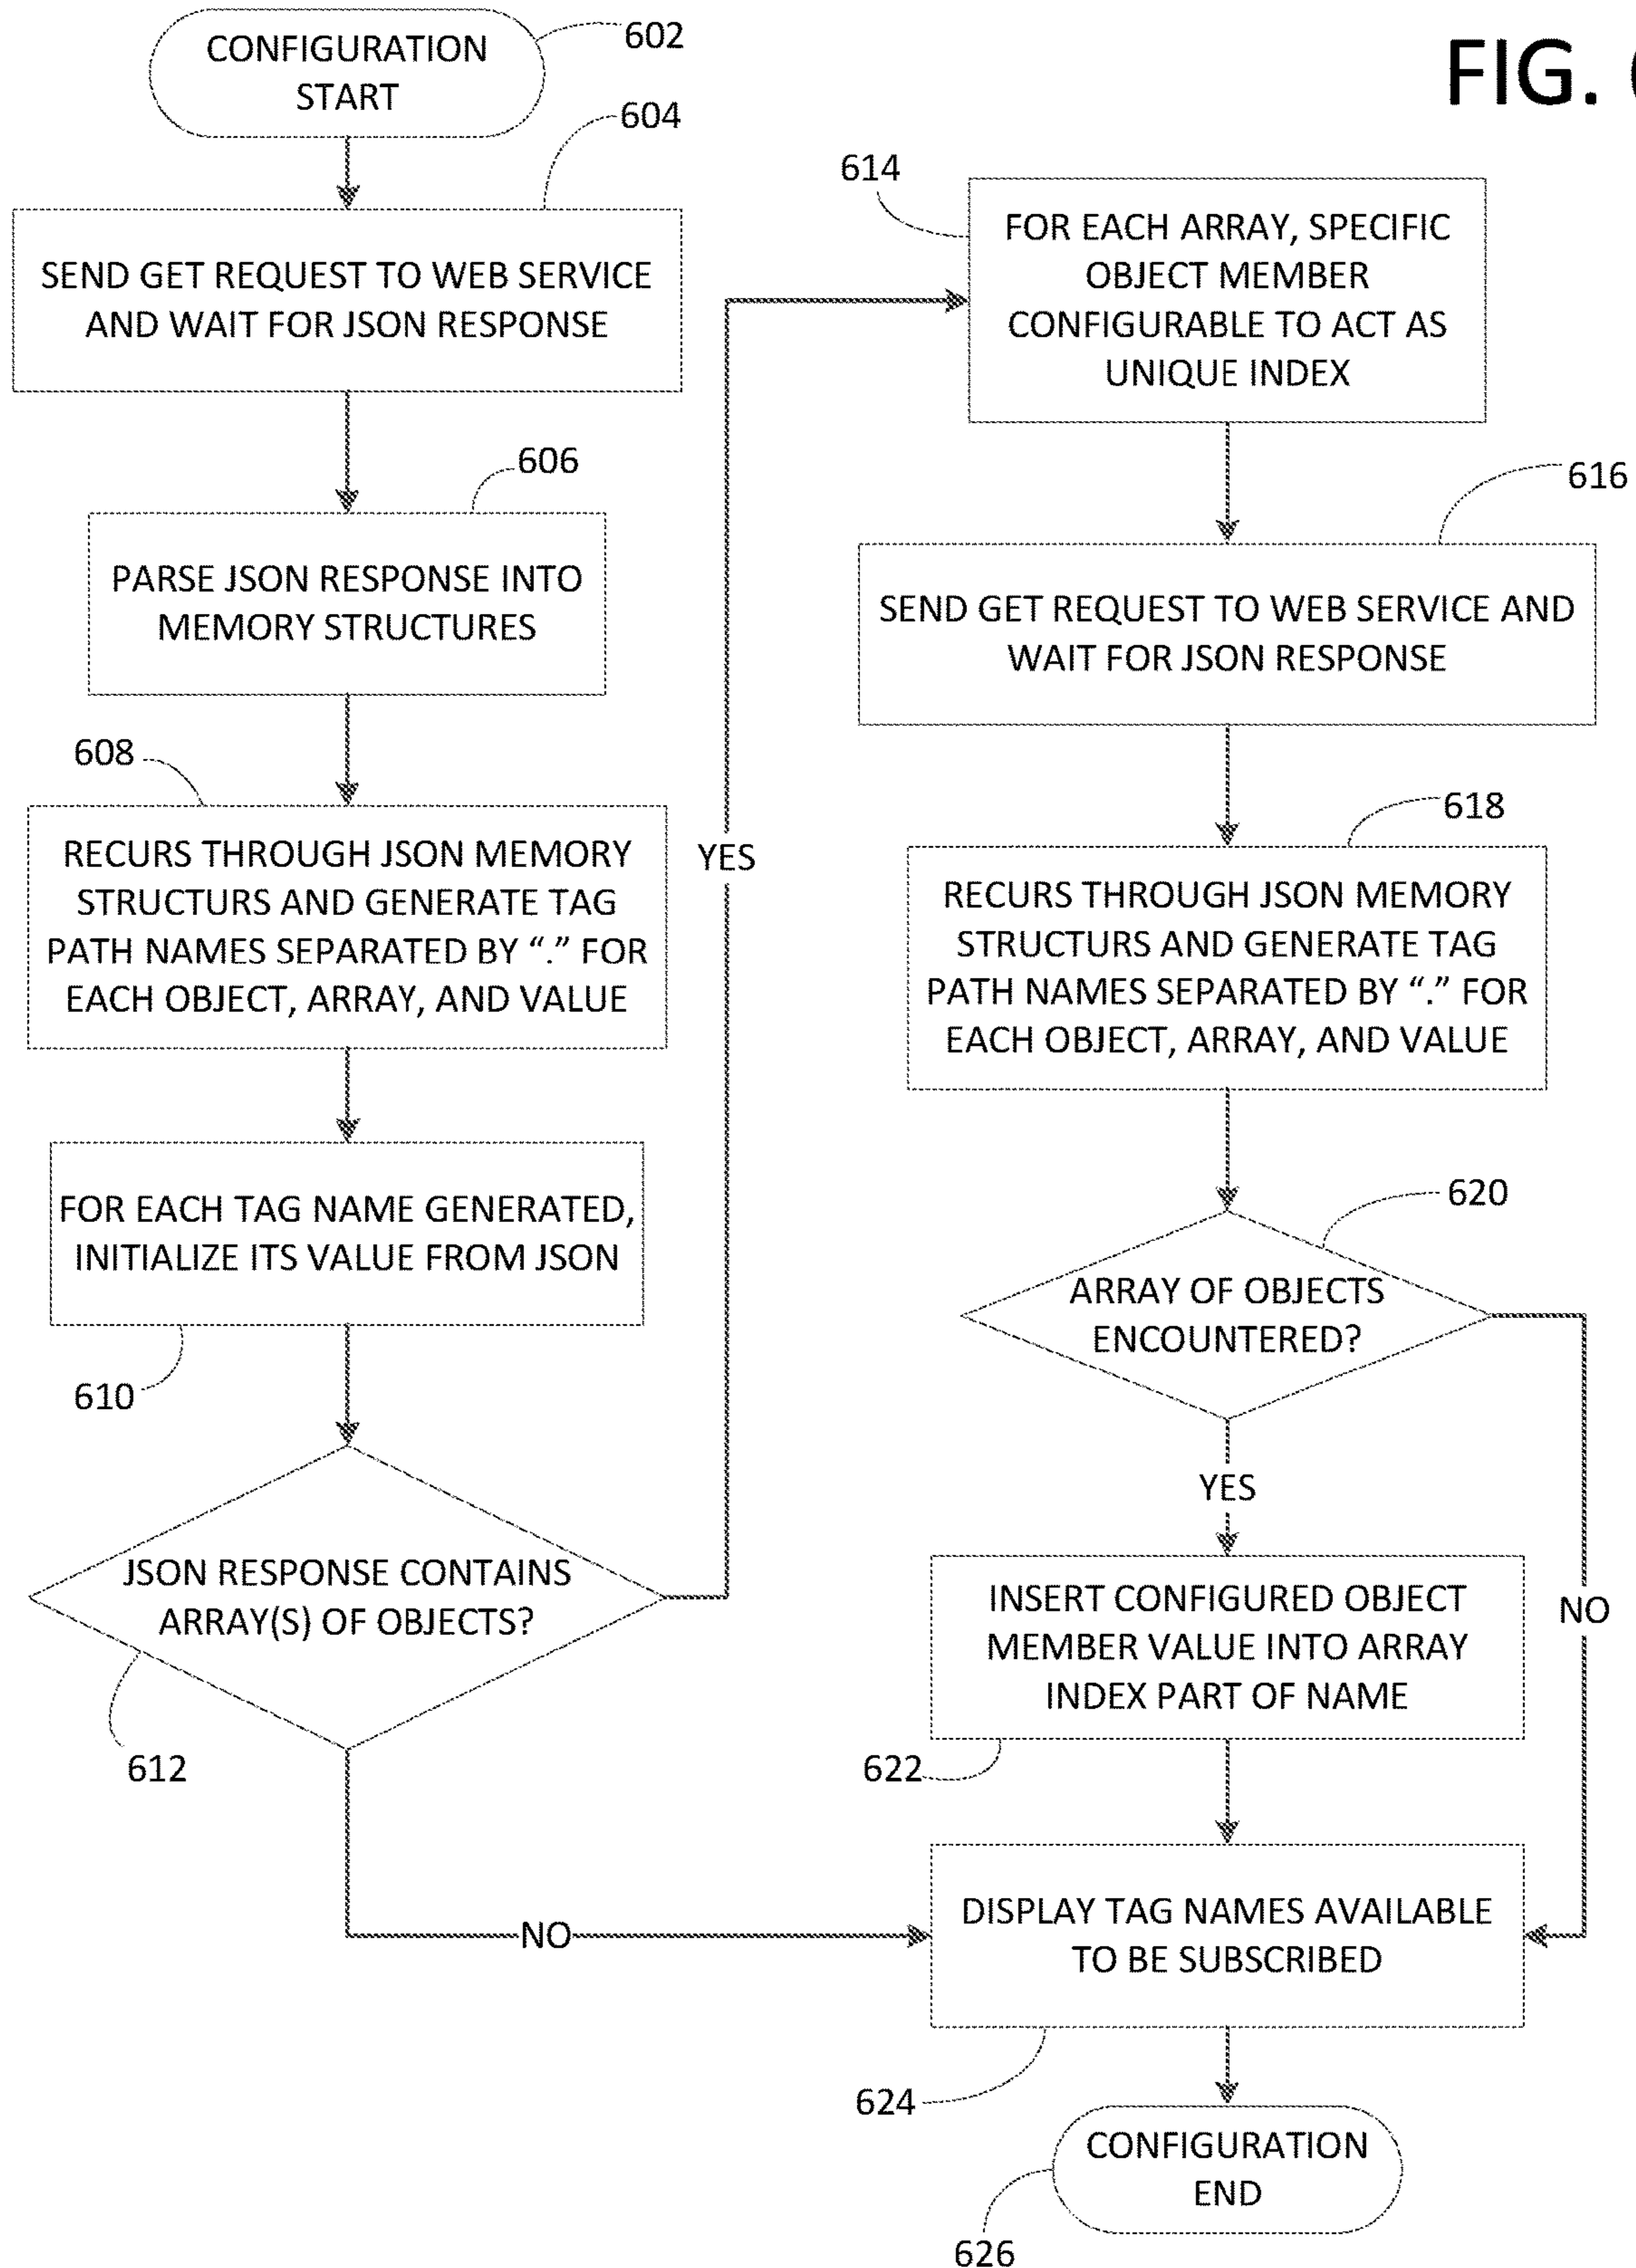 FIG. 6
CONFIGURATION
START
602
604
SEND GET REQUEST TO WEB SERVICE
AND WAIT FOR JSON RESPONSE
606
PARSE JSON RESPONSE INTO
MEMORY STRUCTURES
608
RECURS THROUGH JSON MEMORY
STRUCTURS AND GENERATE TAG
PATH NAMES SEPARATED BY “.” FOR
EACH OBJECT, ARRAY, AND VALUE
FOR EACH TAG NAME GENERATED,
INITIALIZE ITS VALUE FROM JSON
610
JSON RESPONSE CONTAINS
ARRAY(S) OF OBJECTS?
612
YES
NO
614
FOR EACH ARRAY, SPECIFIC
OBJECT MEMBER
CONFIGURABLE TO ACT AS
UNIQUE INDEX
616
SEND GET REQUEST TO WEB SERVICE AND
WAIT FOR JSON RESPONSE
618
RECURS THROUGH JSON MEMORY
STRUCTURS AND GENERATE TAG
PATH NAMES SEPARATED BY “.” FOR
EACH OBJECT, ARRAY, AND VALUE
620
ARRAY OF OBJECTS
ENCOUNTERED?
YES
NO
INSERT CONFIGURED OBJECT
MEMBER VALUE INTO ARRAY
INDEX PART OF NAME
622
DISPLAY TAG NAMES AVAILABLE
TO BE SUBSCRIBED
624
CONFIGURATION
END
626